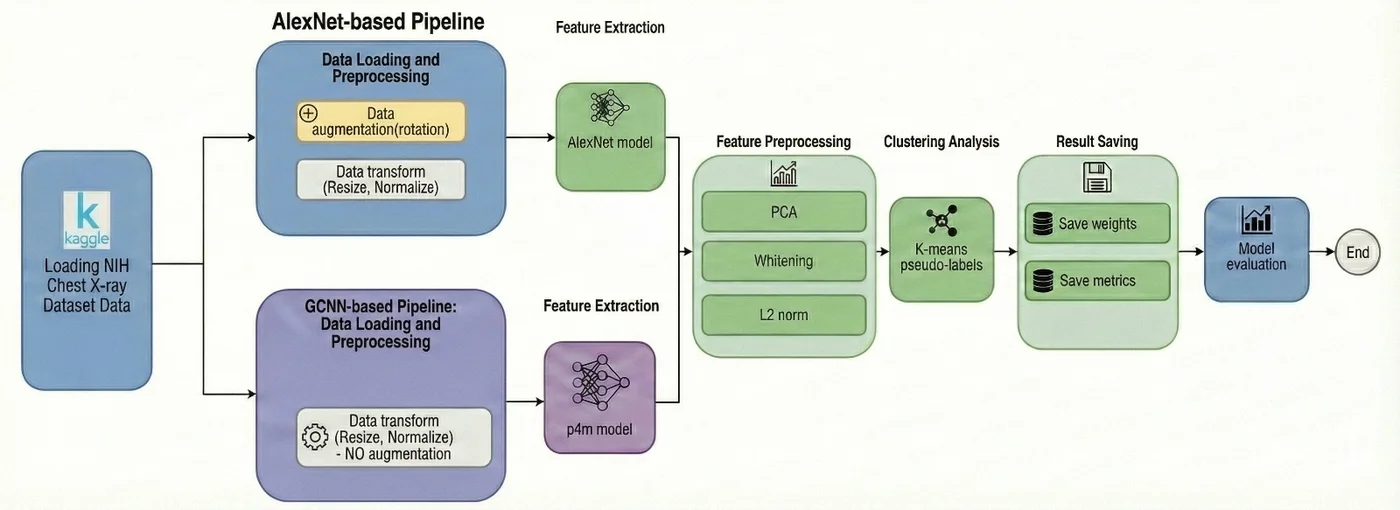 AlexNet-based Pipeline
Feature Extraction
Data Loading and
Preprocessing
Data
augmentation(rotation)
Data transform
(Resize, Normalize)
AlexNet model
k
kaggle
Loading NIH
Chest X-ray
Dataset Data
GCNN-based Pipeline:
Data Loading and
Preprocessing
Data transform
(Resize, Normalize)
- NO augmentation
Feature Extraction
p4m model
Feature Preprocessing
PCA
Whitening
L2 norm
Clustering Analysis
K-means
pseudo-labels
Result Saving
Save weights
Save metrics
Model
evaluation
End